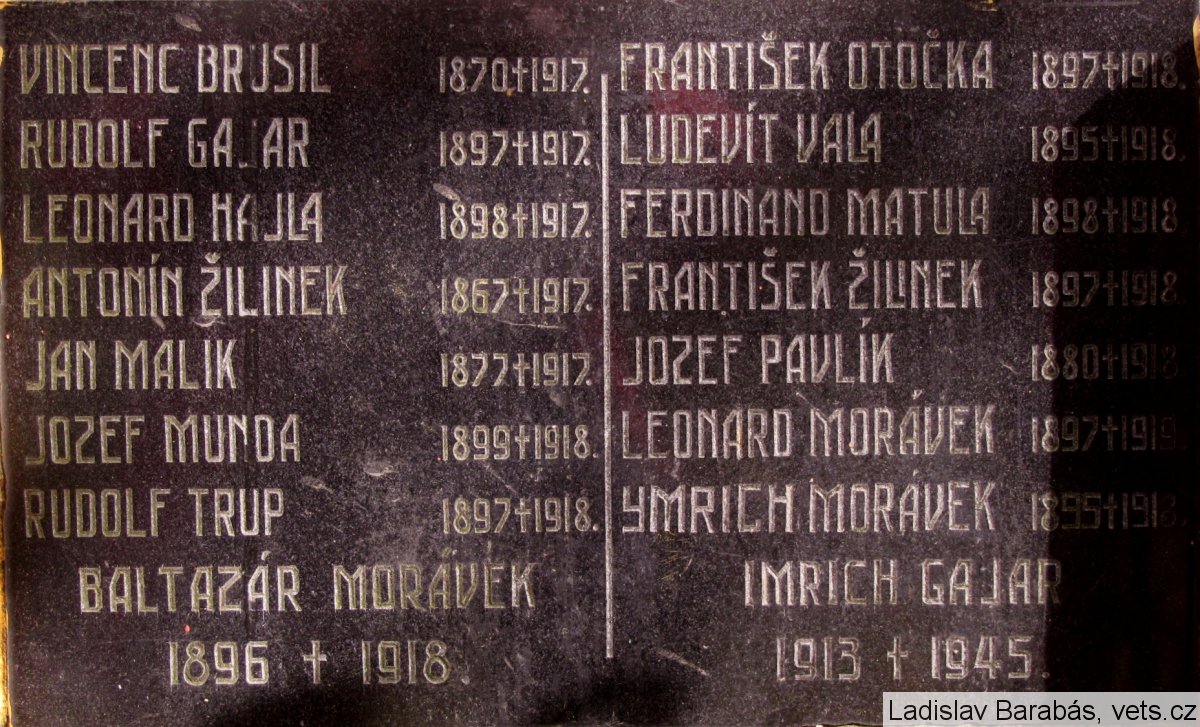 VINCENC BRUSIL 1870†1917.
RUDOLF GAJAR 1897†1917.
LEONARD HAJLA 1898†1917.
ANTONÍN ŽILINEK 1867†1917.
JAN MALIK 1877†1917.
JOZEF MUNDA 1899†1918.
RUDOLF TRUP 1897†1918.
BALTAZÁR MORÁVEK
1896 † 1918.
FRANTIŠEK OTOČKA 1897†1918.
LUDEVÍT VALA 1895†1918.
FERDINAND MATULA 1898†1918.
FRANTIŠEK ŽILINEK 1897†1918.
JOZEF PAVLÍK 1880†1918
LEONARD MORÁVEK 1897†1919.
YMRICH MORÁVEK 1895†1918.
IMRICH GAJAR
1913 † 1945.
Ladislav Barabás, vets.cz